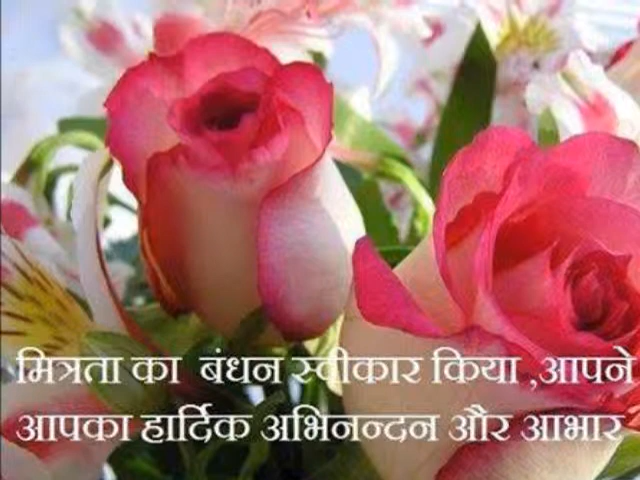 मित्रता का बंधन स्वीकार किया ,आपने
आपका हार्दिक अभिनन्दन और आभार